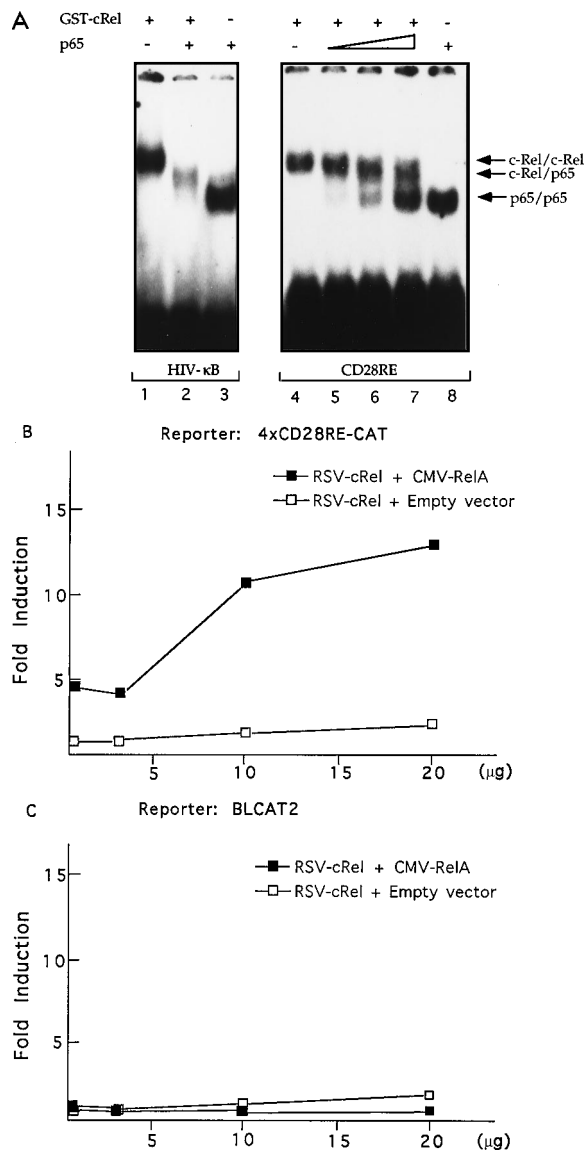 A
GST-cRel + + - + + + + -
p65 - + + - +
c-Rel/c-Rel
c-Rel/p65
p65/p65
HIV-κB CD28RE
1 2 3 4 5 6 7 8
B Reporter: 4xCD28RE-CAT
RSV-cRel + CMV-RelA
RSV-cRel + Empty vector
Fold Induction
15
10
5
5 10 15 20 (μg)
C Reporter: BLCAT2
RSV-cRel + CMV-RelA
RSV-cRel + Empty vector
Fold Induction
15
10
5
5 10 15 20 (μg)